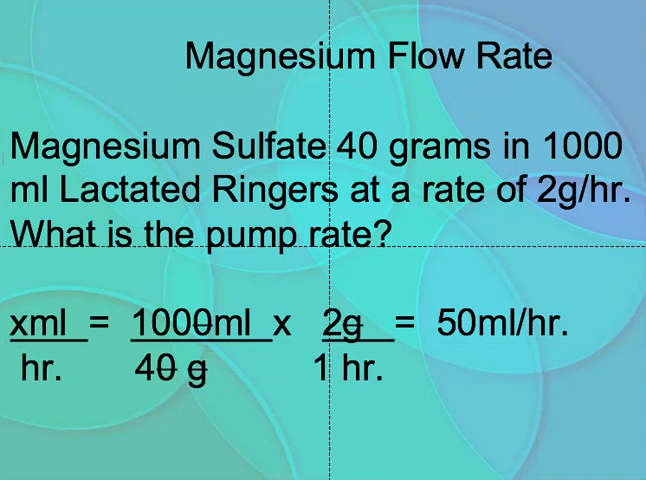 Magnesium Flow Rate
Magnesium Sulfate 40 grams in 1000
ml Lactated Ringers at a rate of 2g/hr.
What is the pump rate?
xml = 1000ml x 2g = 50ml/hr.
hr. 40 g 1 hr.